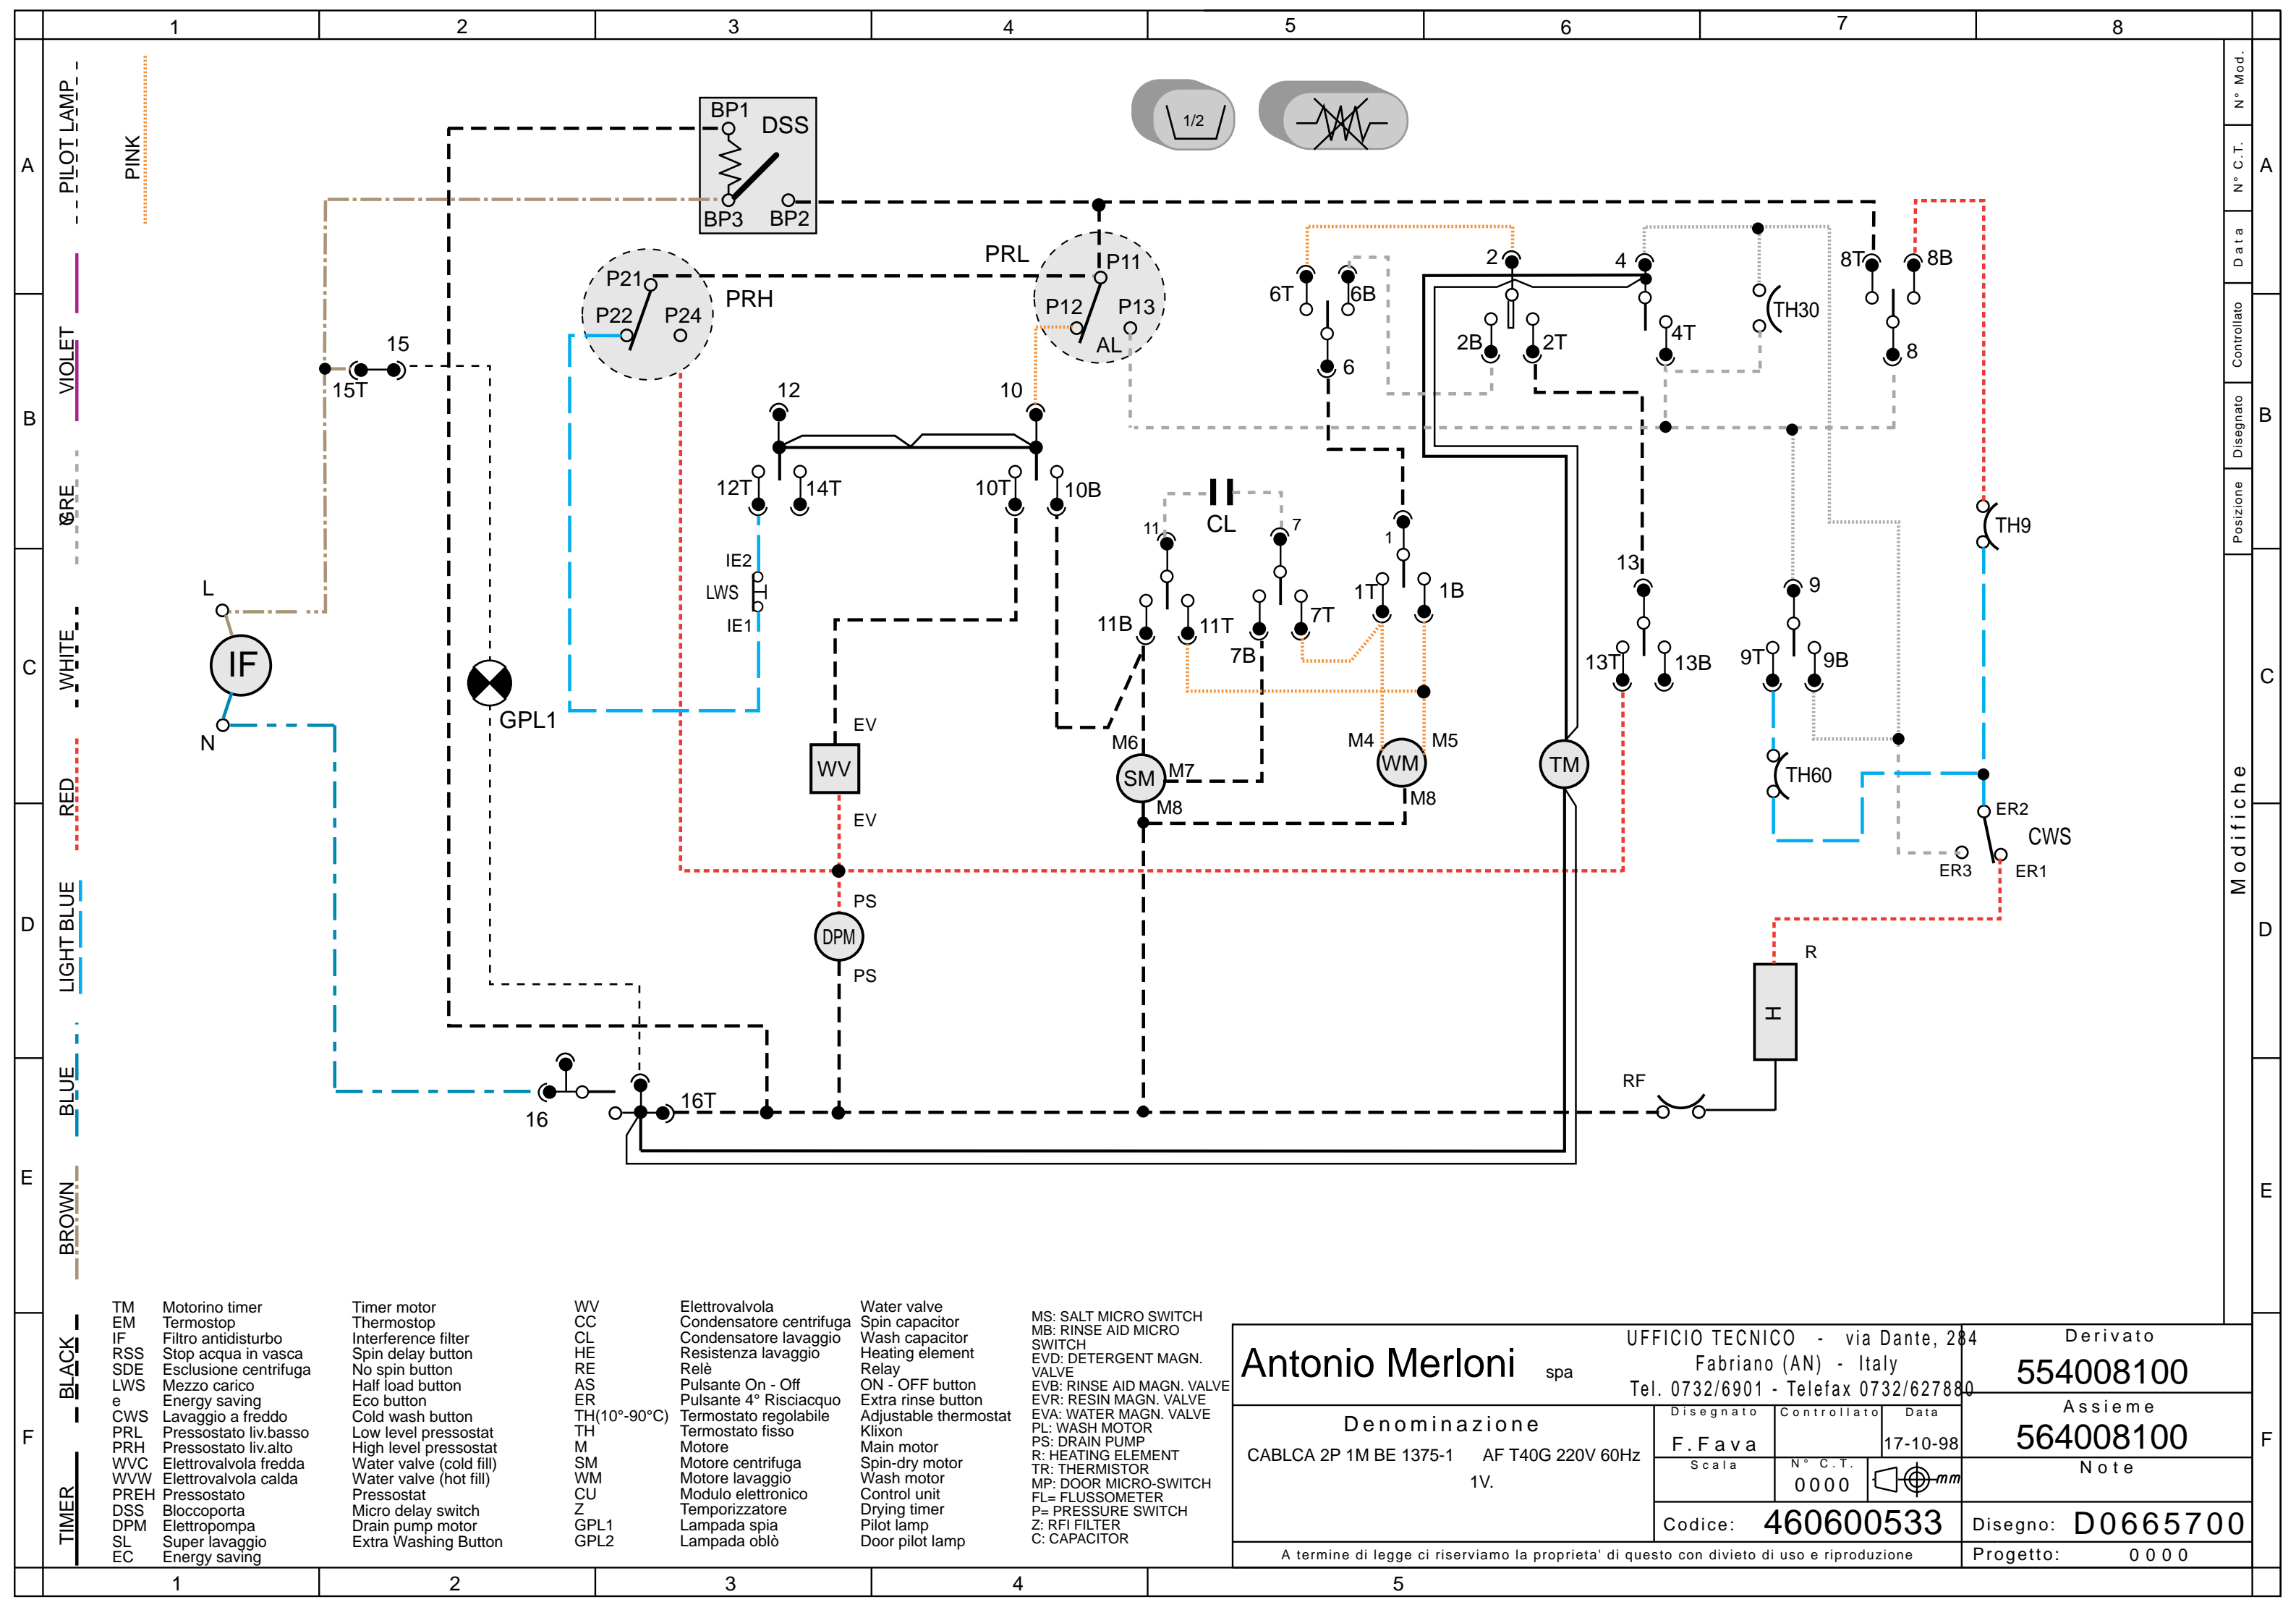 1 2 3 4 5 6 7 8
A
B
C
D
E
F
PILOT LAMP
PINK
VIOLET
GRE
WHITE
RED
LIGHT BLUE
BLUE
BROWN
BLACK
TIMER
BP1
DSS
BP3
BP2
1/2
PRL
P21
PRH
P22
P24
P11
P12
P13
AL
6T
6B
6
2
2B
2T
4
4T
TH30
8T
8B
8
15
15T
12
10
12T
14T
10T
10B
IE2
LWS
IE1
CL
11
7
1
11B
11T
7B
7T
1T
1B
13
13T
13B
9
9T
9B
TH9
L
IF
N
GPL1
EV
WV
EV
M6
SM
M7
M8
M4
M5
WM
M8
TM
TH60
ER2
CWS
ER3
ER1
PS
DPM
PS
R
H
RF
16
16T
N° Mod.
N° C.T.
Data
Controllato
Disegnato
Posizione
Modifiche
A
B
C
D
E
F
TM Motorino timer Timer motor
EM Termostop Thermostop
IF Filtro antidisturbo Interference filter
RSS Stop acqua in vasca Spin delay button
SDE Esclusione centrifuga No spin button
LWS Mezzo carico Half load button
e Energy saving Eco button
CWS Lavaggio a freddo Cold wash button
PRL Pressostato liv.basso Low level pressostat
PRH Pressostato liv.alto High level pressostat
WVC Elettrovalvola fredda Water valve (cold fill)
WVW Elettrovalvola calda Water valve (hot fill)
PREH Pressostato Pressostat
DSS Bloccoporta Micro delay switch
DPM Elettropompa Drain pump motor
SL Super lavaggio Extra Washing Button
EC Energy saving
WV Elettrovalvola Water valve
CC Condensatore centrifuga Spin capacitor
CL Condensatore lavaggio Wash capacitor
HE Resistenza lavaggio Heating element
RE Relè Relay
AS Pulsante On - Off ON - OFF button
ER Pulsante 4° Risciacquo Extra rinse button
TH(10°-90°C) Termostato regolabile Adjustable thermostat
TH Termostato fisso Klixon
M Motore Main motor
SM Motore centrifuga Spin-dry motor
WM Motore lavaggio Wash motor
CU Modulo elettronico Control unit
Z Temporizzatore Drying timer
GPL1 Lampada spia Pilot lamp
GPL2 Lampada oblò Door pilot lamp
MS: SALT MICRO SWITCH
MB: RINSE AID MICRO
SWITCH
EVD: DETERGENT MAGN.
VALVE
EVB: RINSE AID MAGN. VALVE
EVR: RESIN MAGN. VALVE
EVA: WATER MAGN. VALVE
PL: WASH MOTOR
PS: DRAIN PUMP
R: HEATING ELEMENT
TR: THERMISTOR
MP: DOOR MICRO-SWITCH
FL= FLUSSOMETER
P= PRESSURE SWITCH
Z: RFI FILTER
C: CAPACITOR
Antonio Merloni spa
UFFICIO TECNICO - via Dante, 284
Fabriano (AN) - Italy
Tel. 0732/6901 - Telefax 0732/627880
Derivato
554008100
Assieme
564008100
Note
Denominazione
CABLCA 2P 1M BE 1375-1 AF T40G 220V 60Hz
1V.
Disegnato Controllato Data
F.Fava 17-10-98
Scala N° C.T.
0000 mm
Codice: 460600533
Disegno: D0665700
A termine di legge ci riserviamo la proprieta' di questo con divieto di uso e riproduzione
Progetto: 0000
1 2 3 4 5